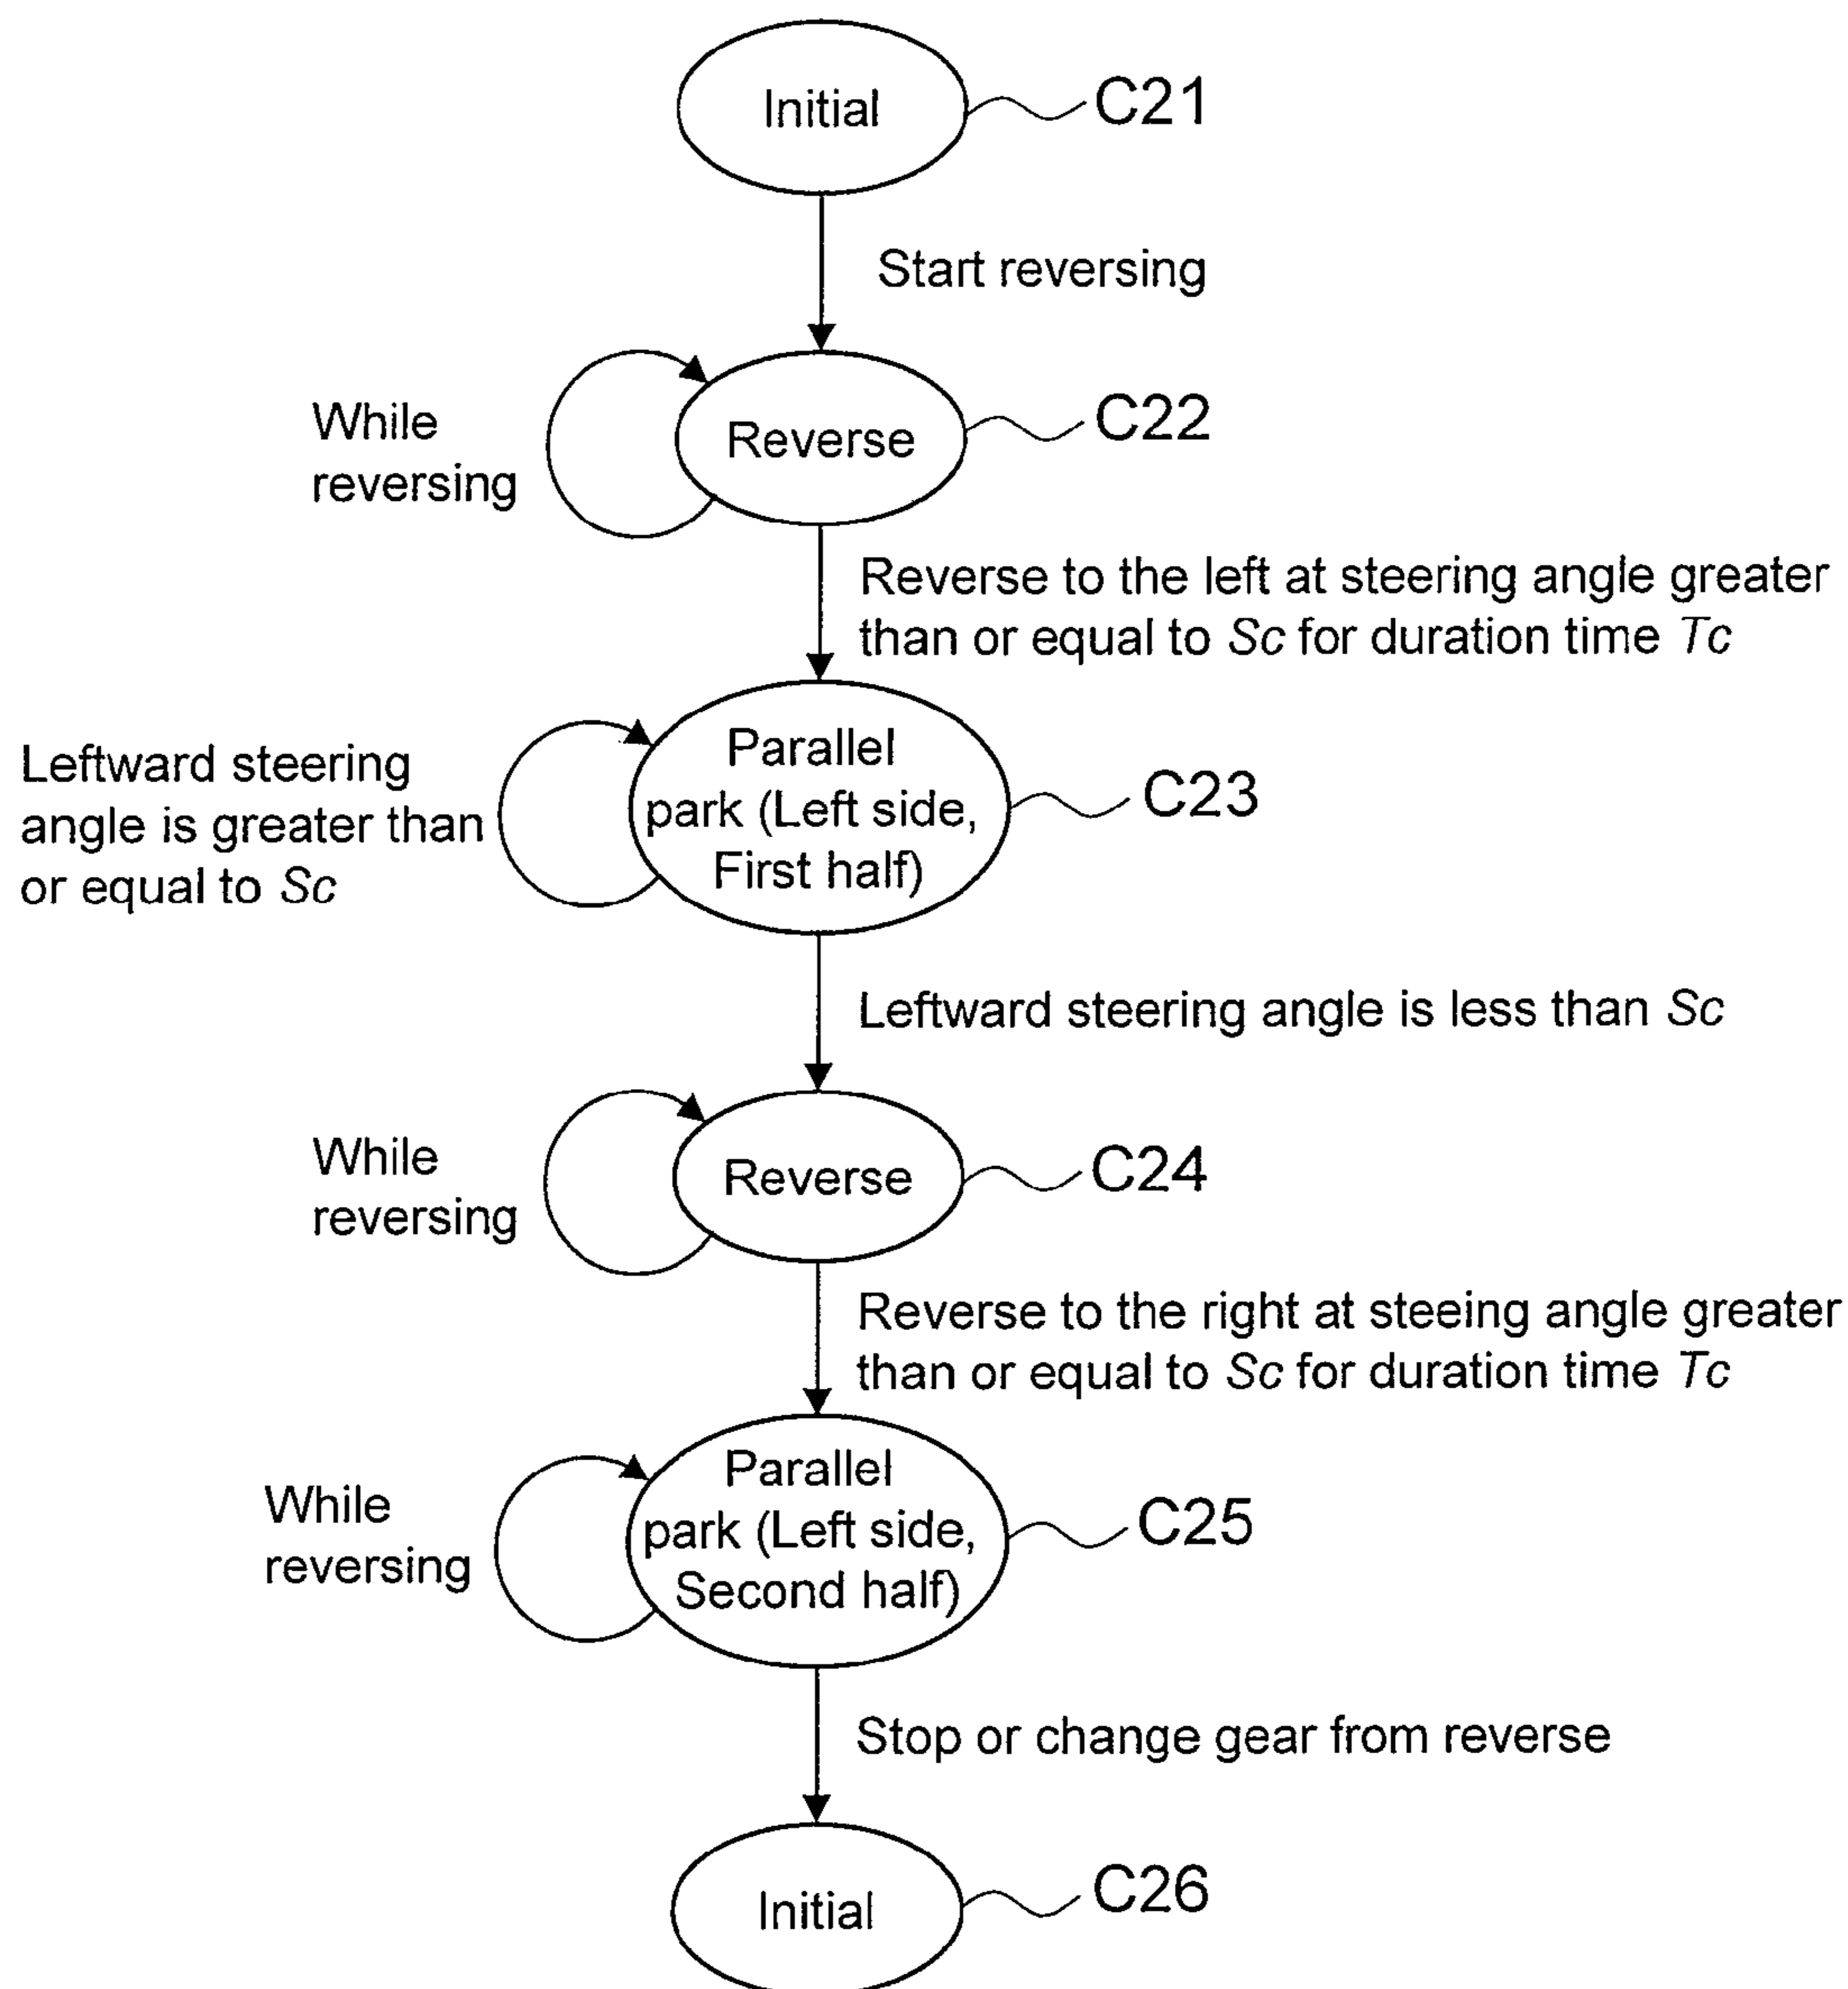 Initial
C21
Start reversing
While
reversing
Reverse
C22
Reverse to the left at steering angle greater
than or equal to Sc for duration time Tc
Leftward steering
angle is greater than
or equal to Sc
Parallel
park (Left side,
First half)
C23
Leftward steering angle is less than Sc
While
reversing
Reverse
C24
Reverse to the right at steeing angle greater
than or equal to Sc for duration time Tc
While
reversing
Parallel
park (Left side,
Second half)
C25
Stop or change gear from reverse
Initial
C26